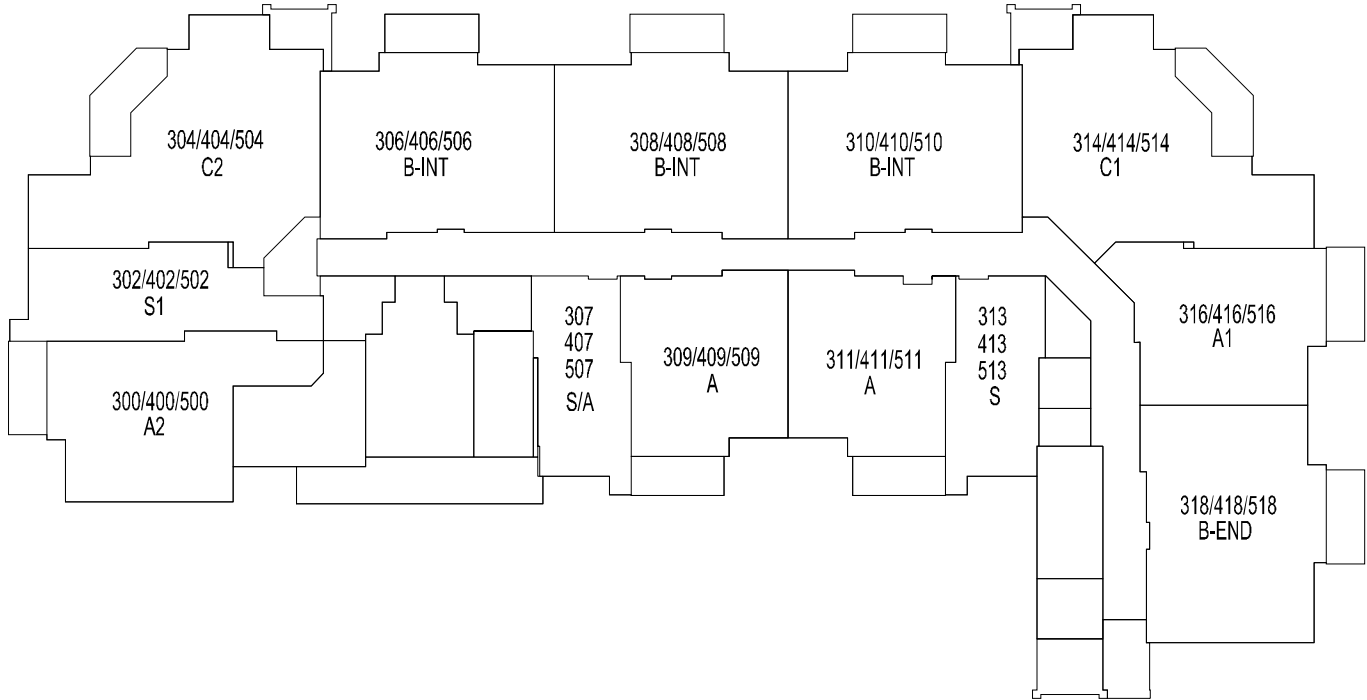 304/404/504
C2
306/406/506
B-INT
308/408/508
B-INT
310/410/510
B-INT
314/414/514
C1
302/402/502
S1
307
407
507
S/A
309/409/509
A
311/411/511
A
313
413
513
S
316/416/516
A1
300/400/500
A2
318/418/518
B-END